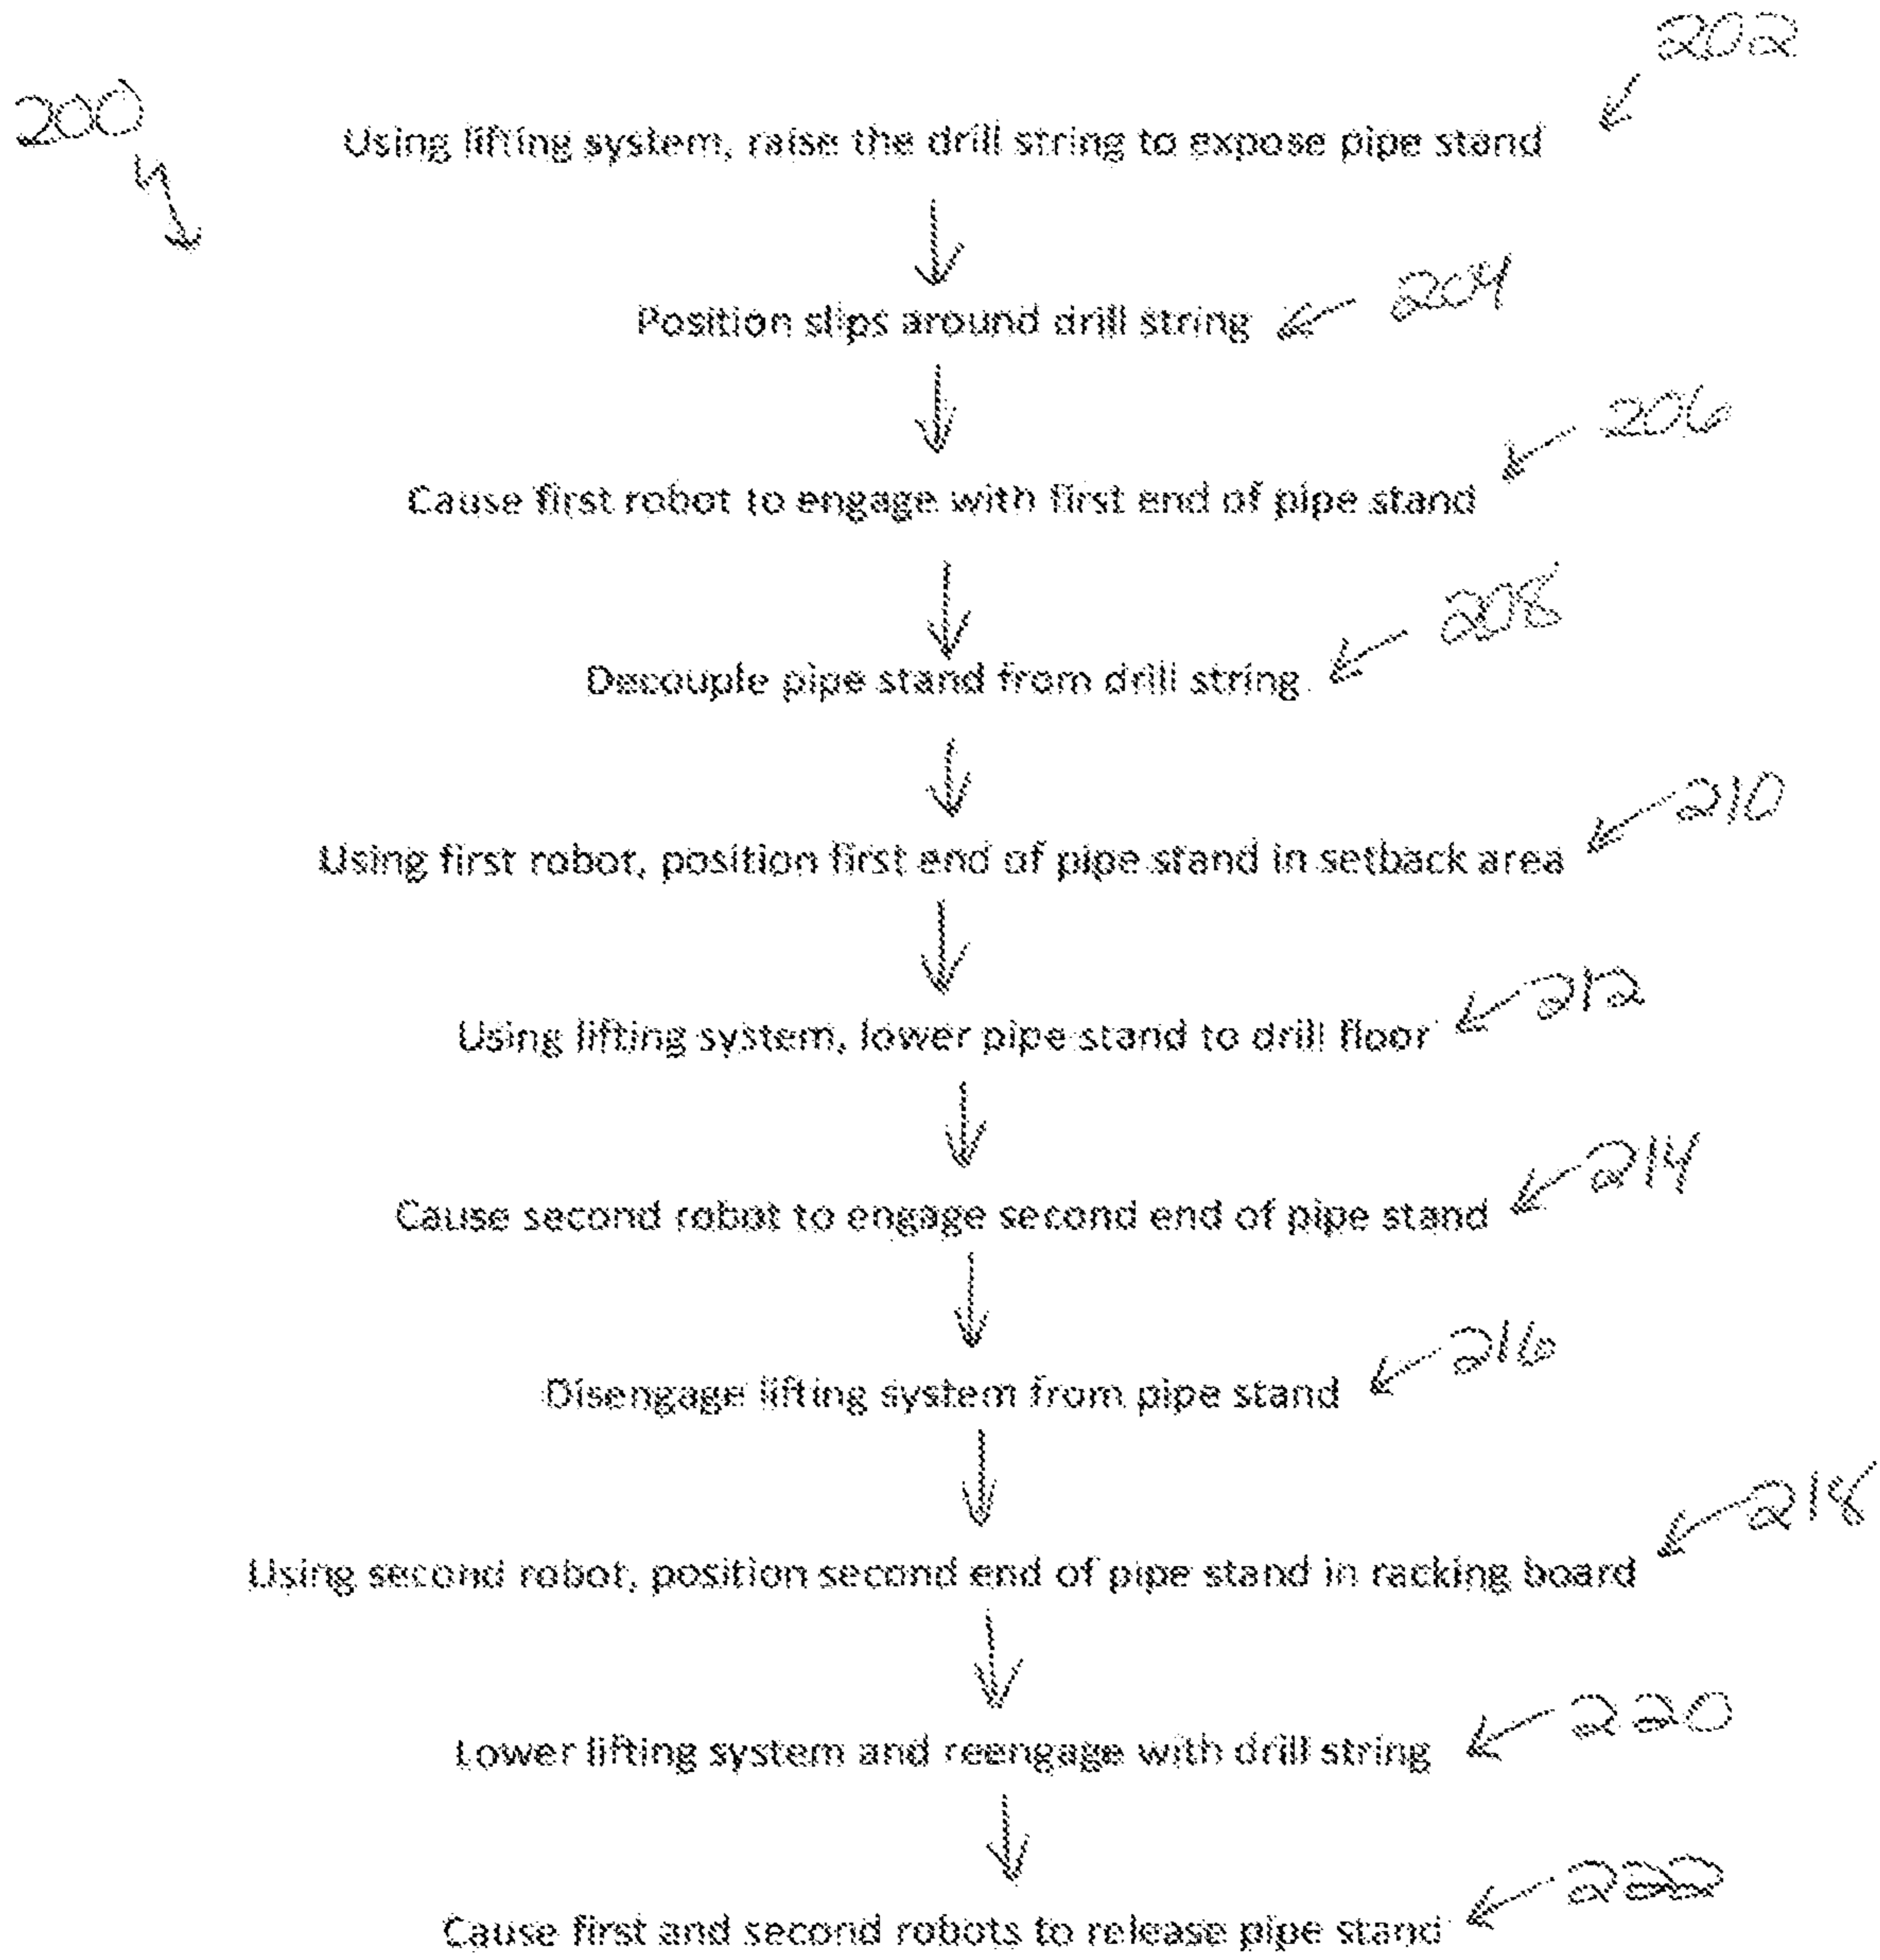 202
200
Using lifting system, raise the drill string to expose pipe stand
Position slips around drill string
204
206
Cause first robot to engage with first end of pipe stand
208
Decouple pipe stand from drill string
210
Using first robot, position first end of pipe stand in setback area
212
Using lifting system, lower pipe stand to drill floor
214
Cause second robot to engage second end of pipe stand
216
Disengage lifting system from pipe stand
218
Using second robot, position second end of pipe stand in racking board
220
Lower lifting system and reengage with drill string
222
Cause first and second robots to release pipe stand